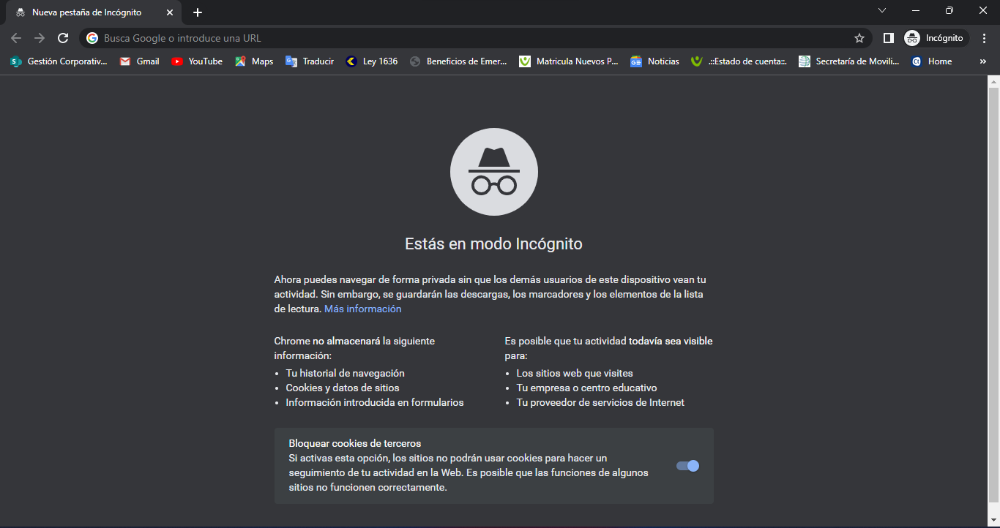 Nueva pestaña de Incógnito
Busca Google o introduce una URL
Incógnito
Gestión Corporativ...
Gmail
YouTube
Maps
Traducir
Ley 1636
Beneficios de Emer...
Matricula Nuevos P...
Noticias
.::Estado de cuenta::.
Secretaría de Movili...
Home
»
Estás en modo Incógnito
Ahora puedes navegar de forma privada sin que los demás usuarios de este dispositivo vean tu
actividad. Sin embargo, se guardarán las descargas, los marcadores y los elementos de la lista
de lectura. Más información
Chrome no almacenará la siguiente
información:
• Tu historial de navegación
• Cookies y datos de sitios
• Información introducida en formularios
Es posible que tu actividad todavía sea visible
para:
• Los sitios web que visites
• Tu empresa o centro educativo
• Tu proveedor de servicios de Internet
Bloquear cookies de terceros
Si activas esta opción, los sitios no podrán usar cookies para hacer un
seguimiento de tu actividad en la Web. Es posible que las funciones de algunos
sitios no funcionen correctamente.